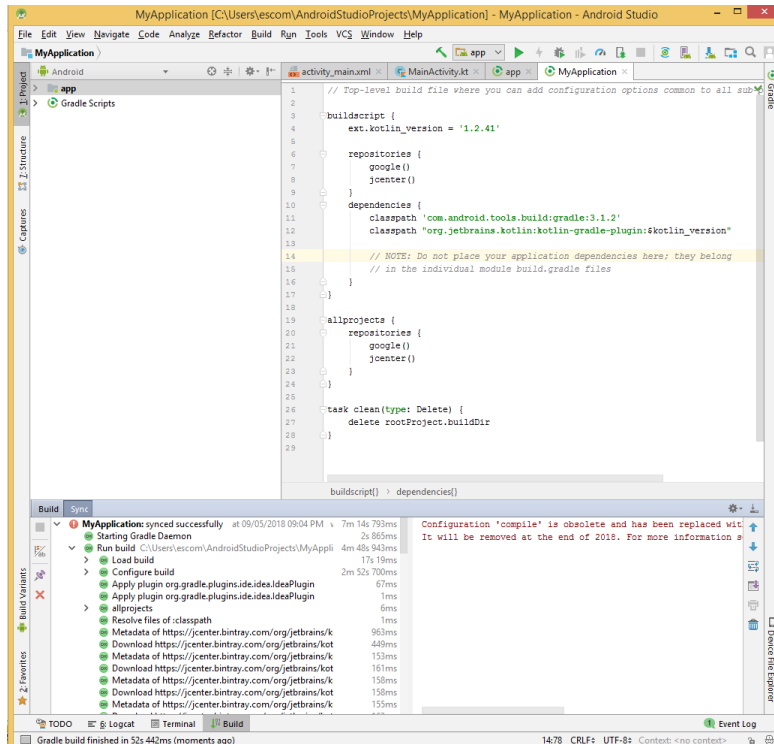 MyApplication [C:\Users\escom\AndroidStudioProjects\MyApplication] - MyApplication - Android Studio
File Edit View Navigate Code Analyze Refactor Build Run Tools VCS Window Help
MyApplication
app
Android
activity_main.xml
MainActivity.kt
app
MyApplication
1: Project
Z: Structure
Captures
Build Variants
2: Favorites
Gradle
Device File Explorer
app
Gradle Scripts
1 // Top-level build file where you can add configuration options common to all sub
2
3 buildscript {
4 ext.kotlin_version = '1.2.41'
5
6 repositories {
7 google()
8 jcenter()
9 }
10 dependencies {
11 classpath 'com.android.tools.build:gradle:3.1.2'
12 classpath "org.jetbrains.kotlin:kotlin-gradle-plugin:$kotlin_version"
13
14 // NOTE: Do not place your application dependencies here; they belong
15 // in the individual module build.gradle files
16 }
17 }
18
19 allprojects {
20 repositories {
21 google()
22 jcenter()
23 }
24 }
25
26 task clean(type: Delete) {
27 delete rootProject.buildDir
28 }
29
buildscript{} › dependencies{}
Build Sync
MyApplication: synced successfully at 09/05/2018 09:04 PM 7m 14s 793ms
Starting Gradle Daemon 2s 865ms
Run build C:\Users\escom\AndroidStudioProjects\MyAppli 4m 48s 943ms
Load build 17s 19ms
Configure build 2m 52s 700ms
Apply plugin org.gradle.plugins.ide.idea.IdeaPlugin 67ms
Apply plugin org.gradle.plugins.ide.idea.IdeaPlugin 1ms
allprojects 6ms
Resolve files of :classpath 1ms
Metadata of https://jcenter.bintray.com/org/jetbrains/k 963ms
Download https://jcenter.bintray.com/org/jetbrains/kot 449ms
Metadata of https://jcenter.bintray.com/org/jetbrains/k 153ms
Download https://jcenter.bintray.com/org/jetbrains/kot 161ms
Metadata of https://jcenter.bintray.com/org/jetbrains/k 158ms
Download https://jcenter.bintray.com/org/jetbrains/kot 158ms
Metadata of https://jcenter.bintray.com/org/jetbrains/k 155ms
Configuration 'compile' is obsolete and has been replaced wit
It will be removed at the end of 2018. For more information s
TODO 6: Logcat Terminal Build Event Log
Gradle build finished in 52s 442ms (moments ago) 14:78 CRLF UTF-8 Context: <no context>